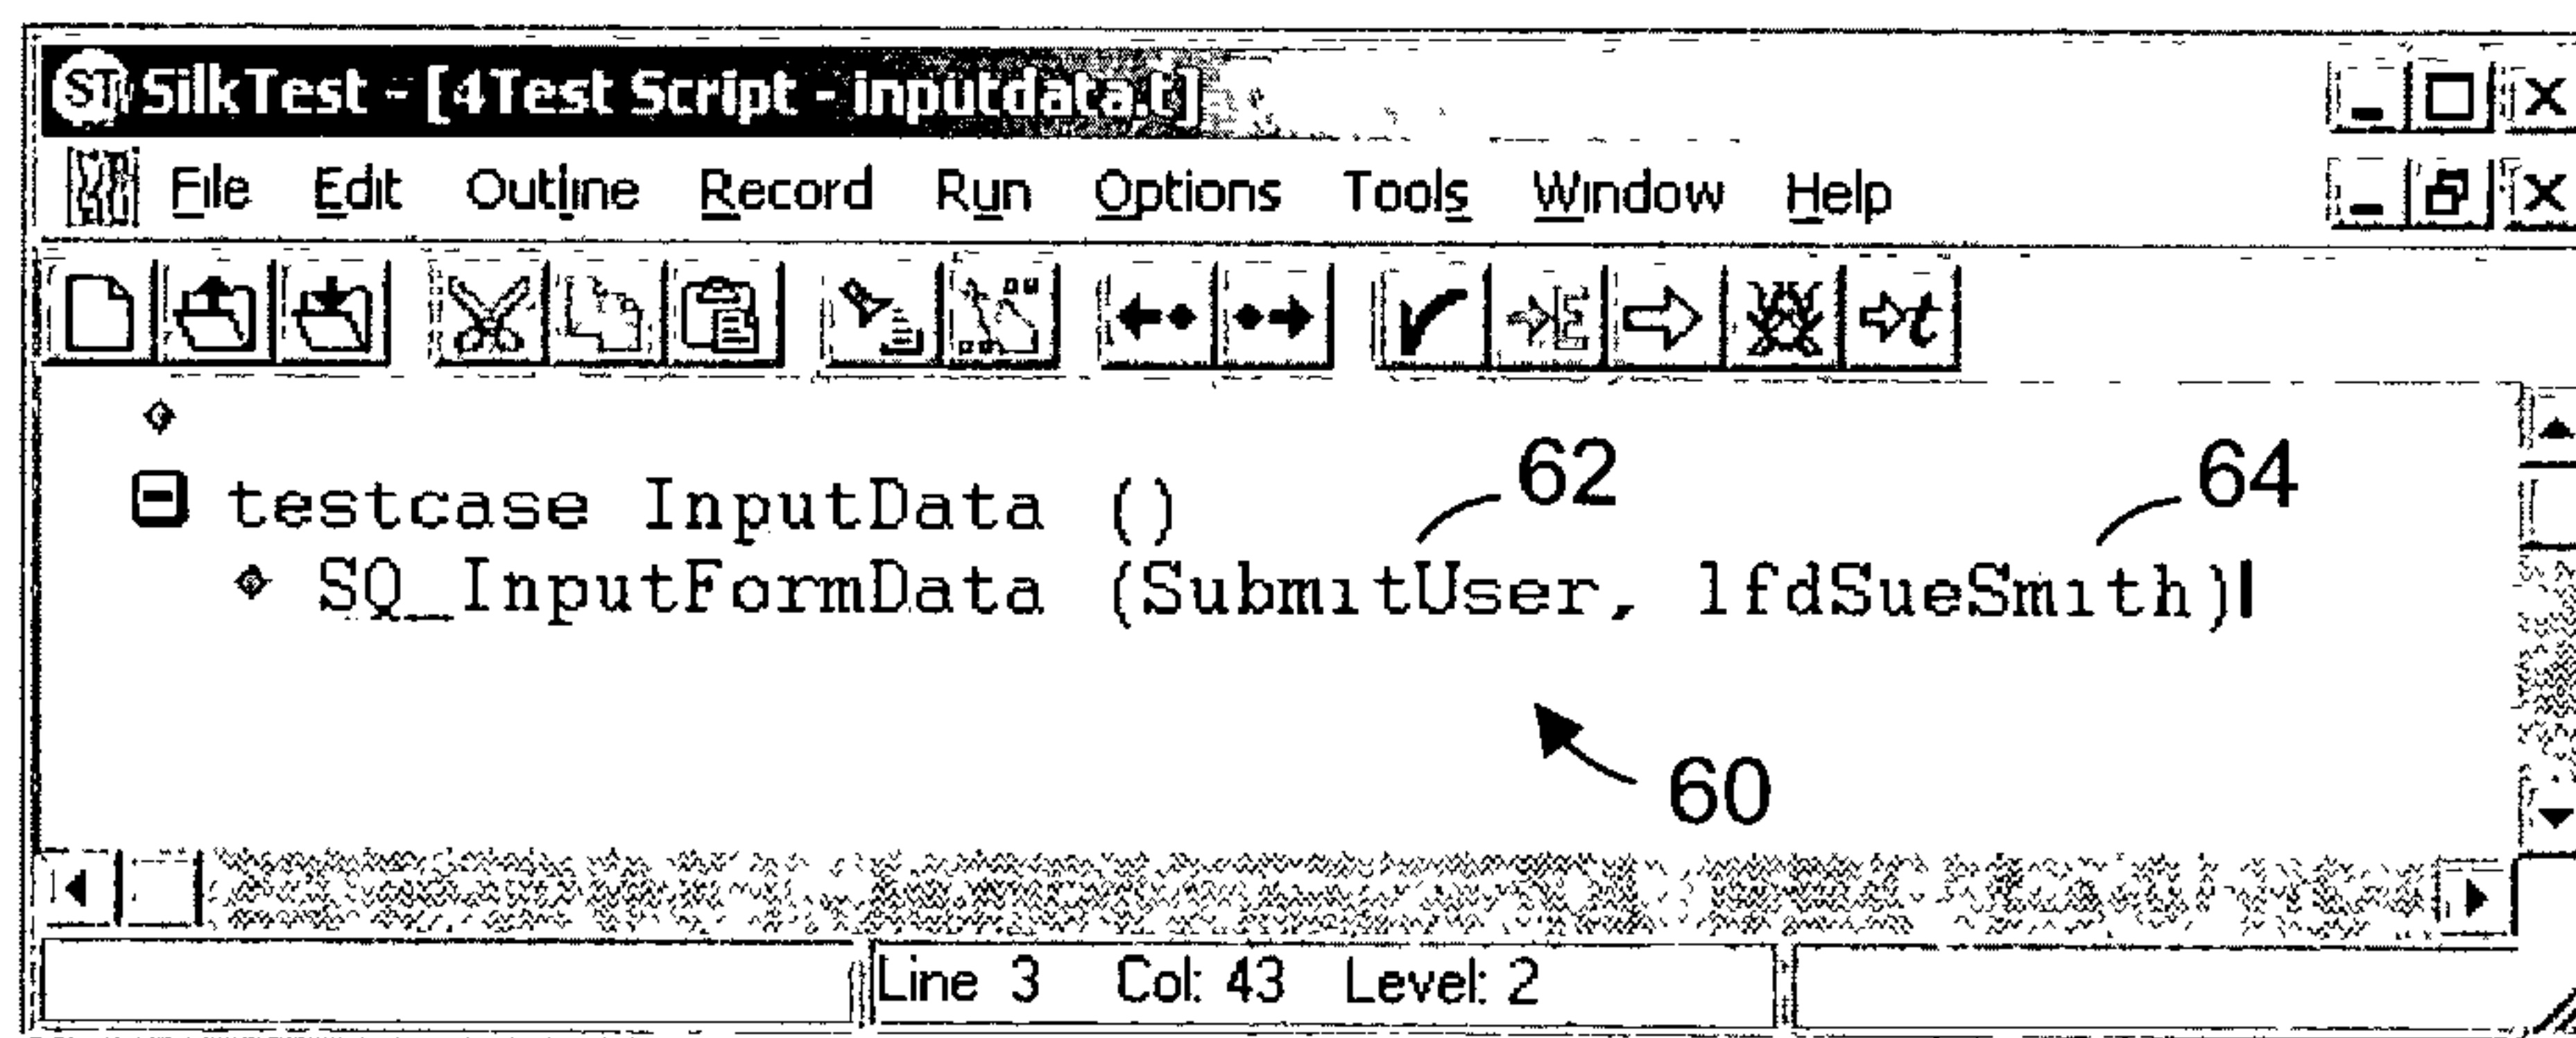 ST SilkTest - [4Test Script - inputdata.t]
File Edit Outline Record Run Options Tools Window Help
t
62
64
testcase InputData ()
SQ_InputFormData (SubmitUser, lfdSueSmith)
60
Line 3 Col: 43 Level: 2